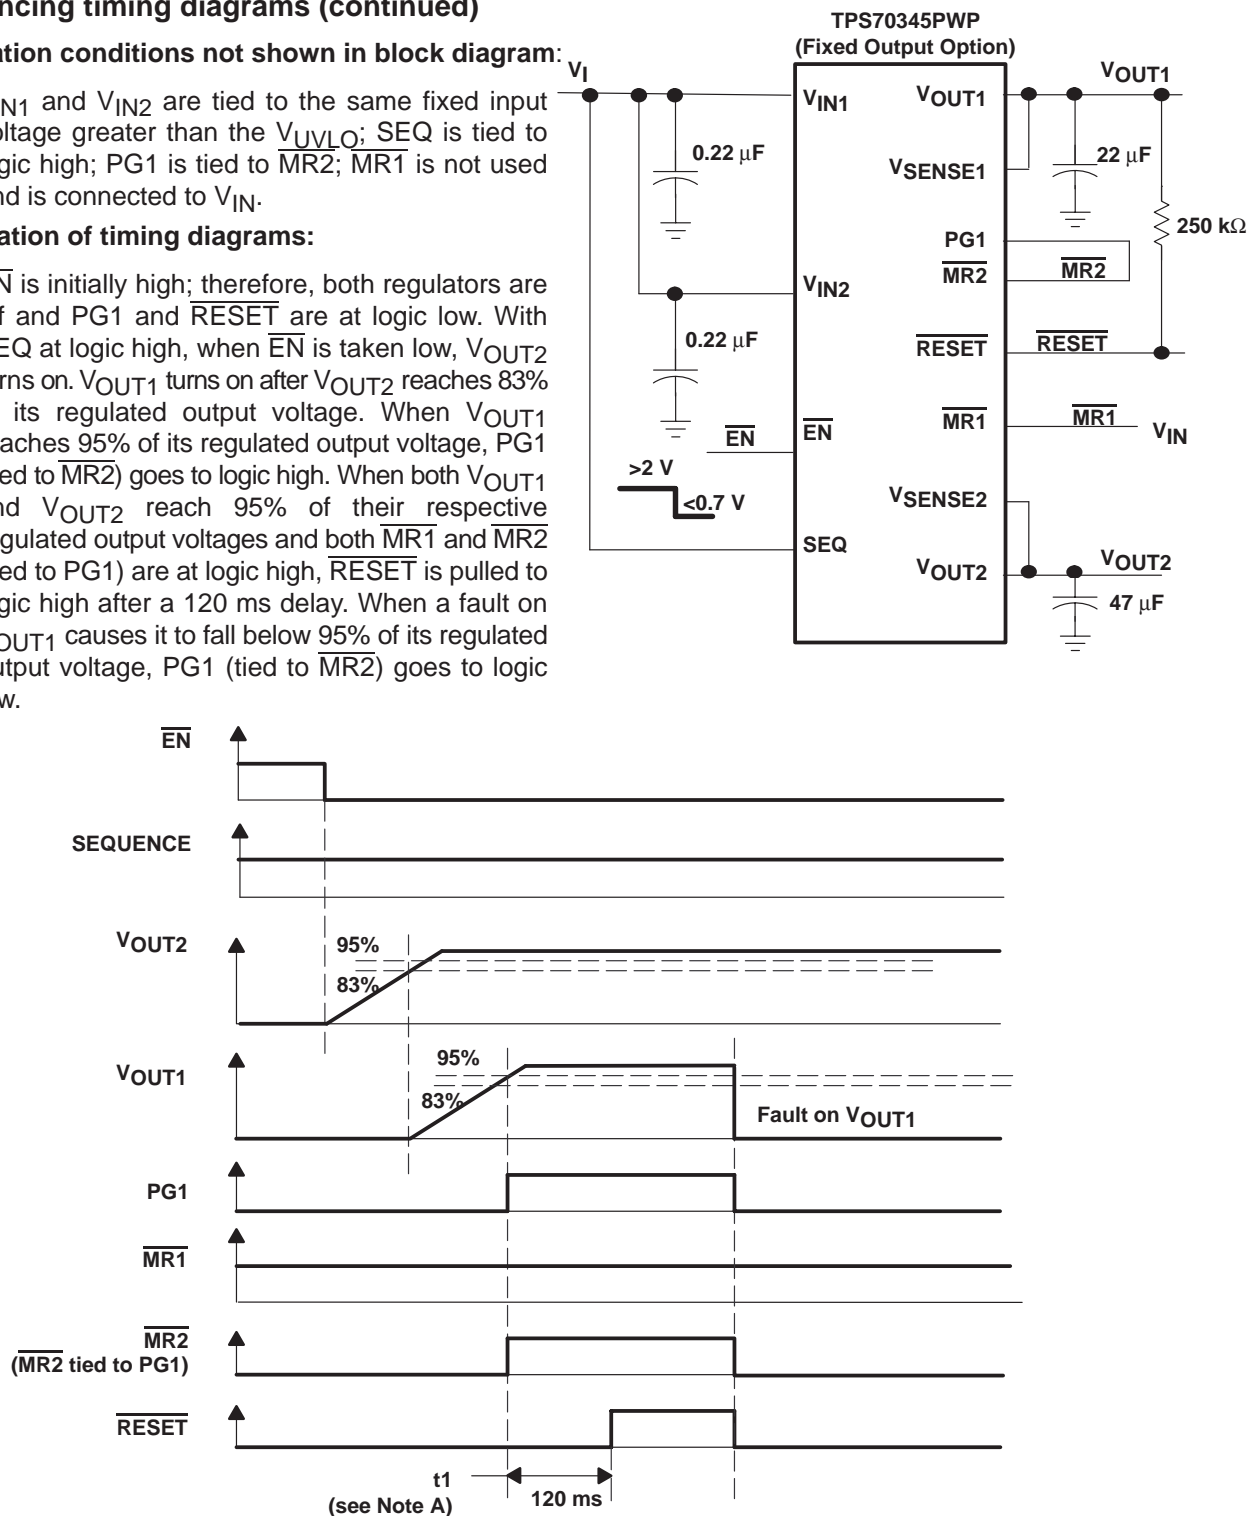 ncing timing diagrams (continued)
ation conditions not shown in block diagram:
IN1 and VIN2 are tied to the same fixed input
oltage greater than the VUVLO; SEQ is tied to
gic high; PG1 is tied to MR2; MR1 is not used
nd is connected to VIN.
ation of timing diagrams:
N is initially high; therefore, both regulators are
f and PG1 and RESET are at logic low. With
EQ at logic high, when EN is taken low, VOUT2
rns on. VOUT1 turns on after VOUT2 reaches 83%
its regulated output voltage. When VOUT1
aches 95% of its regulated output voltage, PG1
ed to MR2) goes to logic high. When both VOUT1
nd VOUT2 reach 95% of their respective
gulated output voltages and both MR1 and MR2
ed to PG1) are at logic high, RESET is pulled to
gic high after a 120 ms delay. When a fault on
OUT1 causes it to fall below 95% of its regulated
utput voltage, PG1 (tied to MR2) goes to logic
w.
TPS70345PWP
(Fixed Output Option)
VI
VIN1
VOUT1
VOUT1
0.22 µF
VSENSE1
22 µF
250 kΩ
PG1
MR2
MR2
VIN2
0.22 µF
RESET
RESET
EN
EN
MR1
MR1
VIN
>2 V
<0.7 V
VSENSE2
SEQ
VOUT2
VOUT2
47 µF
EN
SEQUENCE
VOUT2
95%
83%
VOUT1
95%
83%
Fault on VOUT1
PG1
MR1
MR2
(MR2 tied to PG1)
RESET
t1
(see Note A)
120 ms